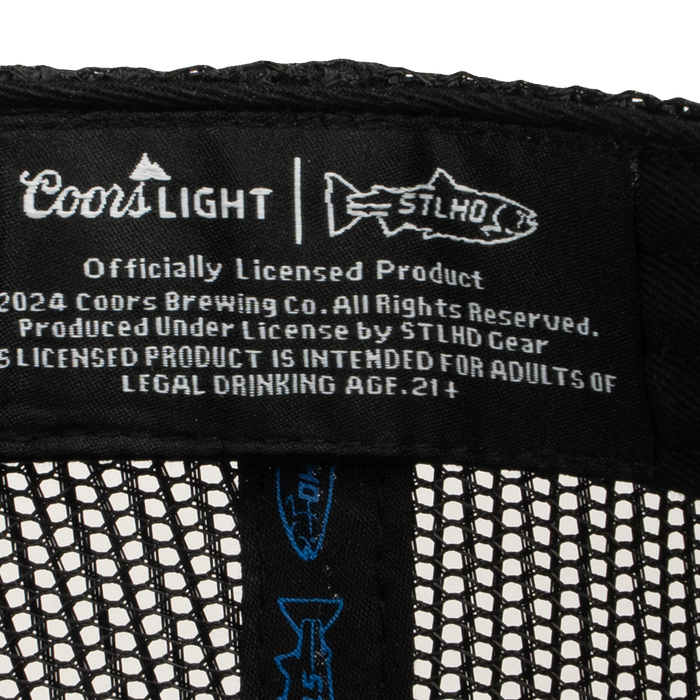 Coors LIGHT | STLHD
Officially Licensed Product
2024 Coors Brewing Co. All Rights Reserved.
Produced Under License by STLHD Gear
S LICENSED PRODUCT IS INTENDED FOR ADULTS OF
LEGAL DRINKING AGE. 21+